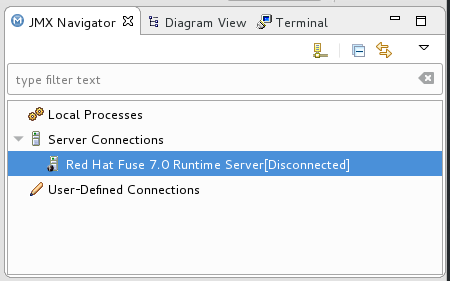 JMX Navigator Diagram View Terminal
type filter text
Local Processes
Server Connections
Red Hat Fuse 7.0 Runtime Server[Disconnected]
User-Defined Connections